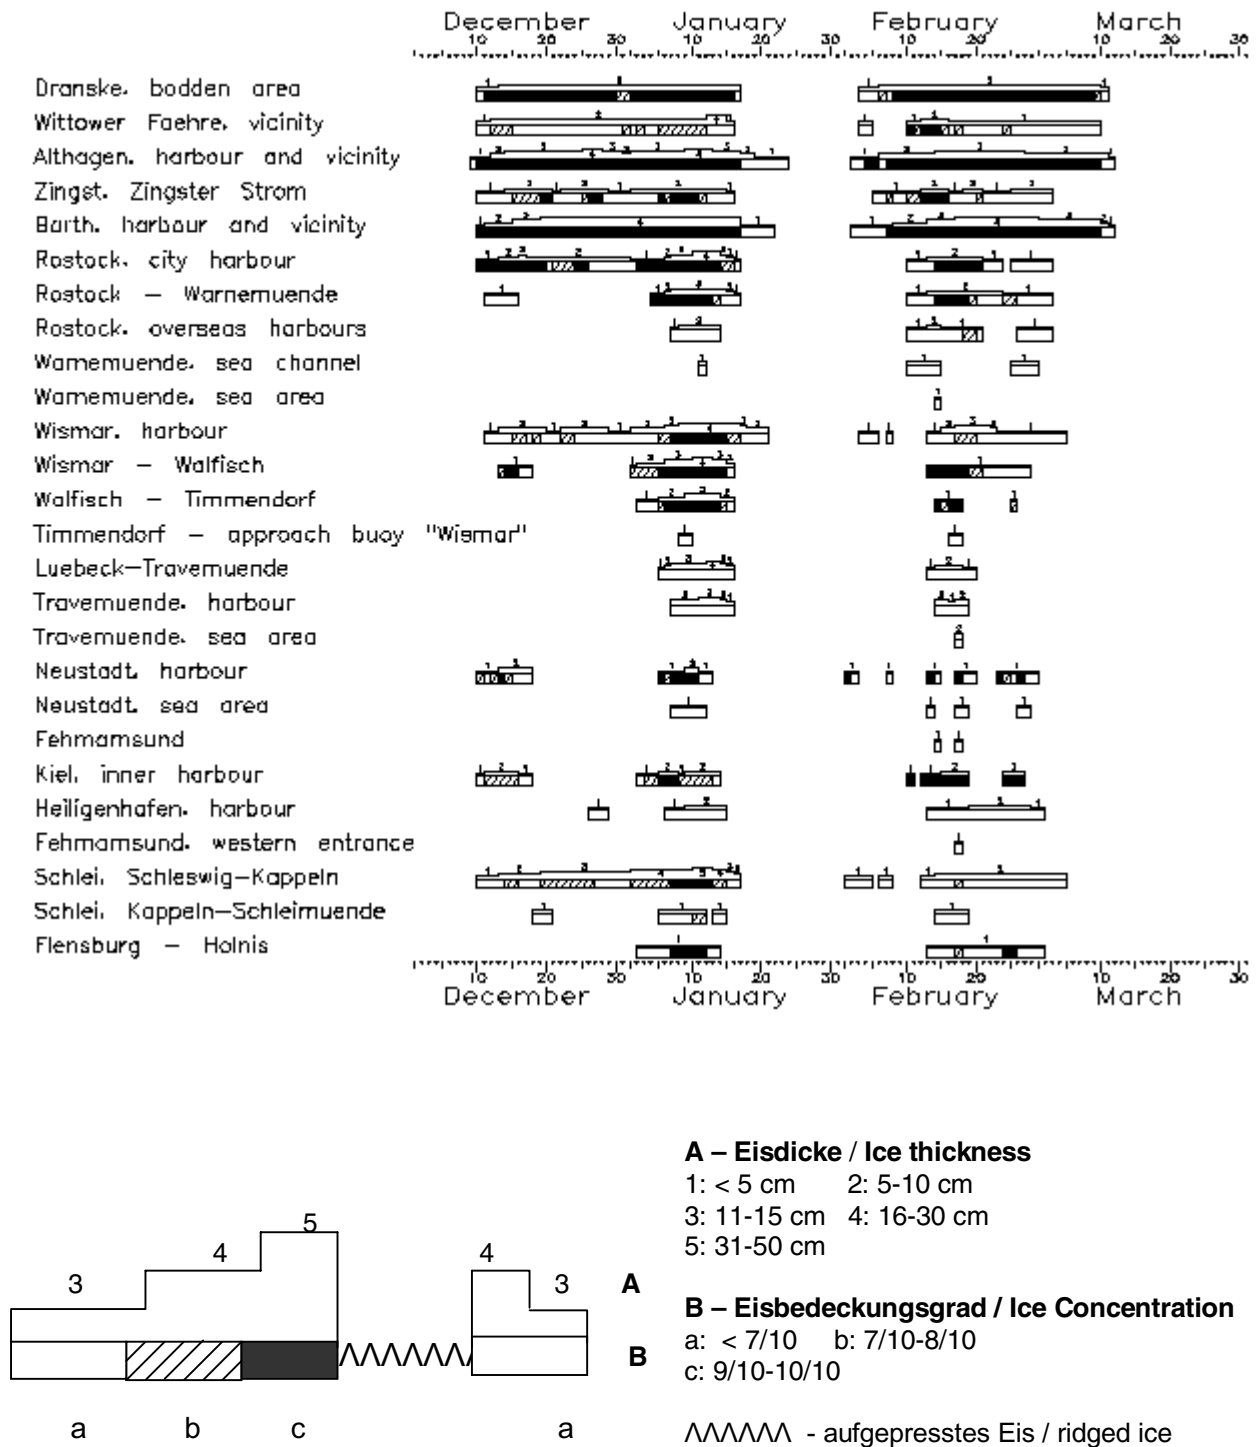 December January February March
10 20 30 10 20 30 10 20 10 20 30
Dranske. bodden area
Wittower Faehre. vicinity
Althagen. harbour and vicinity
Zingst. Zingster Strom
Barth. harbour and vicinity
Rostock. city harbour
Rostock – Warnemuende
Rostock. overseas harbours
Warnemuende. sea channel
Warnemuende. sea area
Wismar. harbour
Wismar – Walfisch
Walfisch – Timmendorf
Timmendorf – approach buoy "Wismar"
Luebeck–Travemuende
Travemuende. harbour
Travemuende. sea area
Neustadt. harbour
Neustadt. sea area
Fehmarnsund
Kiel. inner harbour
Heiligenhafen. harbour
Fehmarnsund. western entrance
Schlei. Schleswig–Kappeln
Schlei. Kappeln–Schleimuende
Flensburg – Holnis
10 20 30 10 20 30 10 20 10 20 30
December January February March
A – Eisdicke / Ice thickness
1: < 5 cm 2: 5-10 cm
3: 11-15 cm 4: 16-30 cm
5: 31-50 cm
B – Eisbedeckungsgrad / Ice Concentration
a: < 7/10 b: 7/10-8/10
c: 9/10-10/10
ΛΛΛΛΛΛ - aufgepresstes Eis / ridged ice
5
4 4
3 3 A
B
a b c a